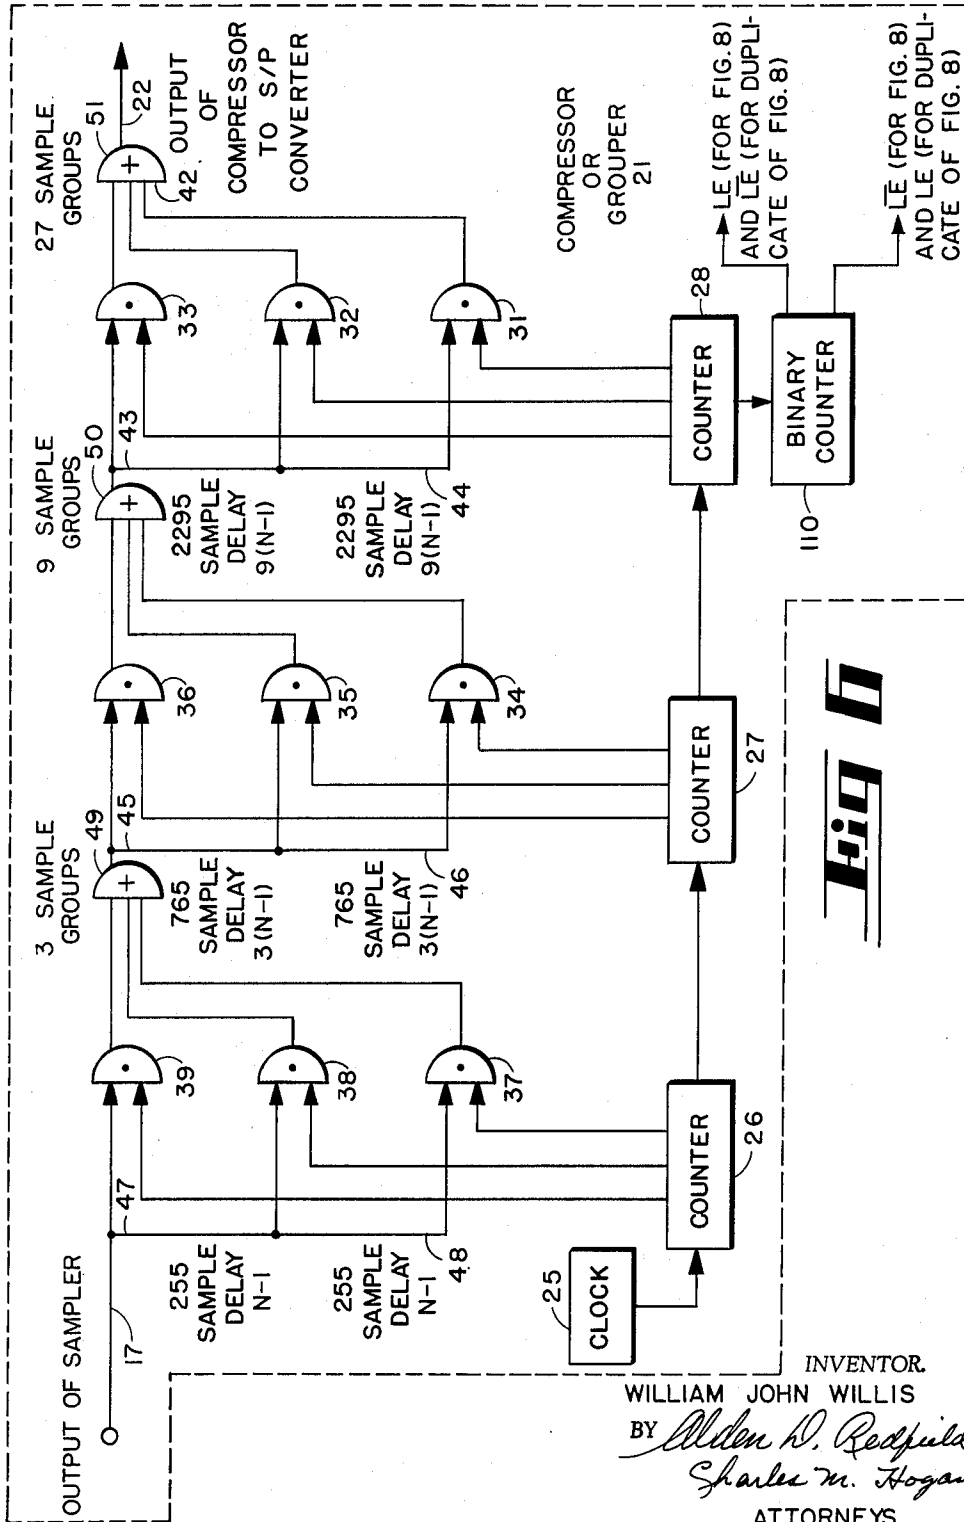 OUTPUT OF SAMPLER
17
47
255
SAMPLE
DELAY
N-1
255
SAMPLE
DELAY
N-1
48
39
38
37
25
CLOCK
COUNTER
26
3 SAMPLE
GROUPS
49
+
45
765
SAMPLE
DELAY
3(N-1)
765
SAMPLE
DELAY
3(N-1)
46
36
35
34
COUNTER
27
9 SAMPLE
GROUPS
50
+
43
2295
SAMPLE
DELAY
9(N-1)
2295
SAMPLE
DELAY
9(N-1)
44
33
32
31
COUNTER
28
BINARY
COUNTER
110
27 SAMPLE
GROUPS
51
+
42
22
OUTPUT
OF
COMPRESSOR
TO S/P
CONVERTER
COMPRESSOR
OR
GROUPER
21
LE (FOR FIG. 8)
AND L̅E̅ (FOR DUPLI-
CATE OF FIG. 8)
L̅E̅ (FOR FIG. 8)
AND LE (FOR DUPLI-
CATE OF FIG. 8)
Fig 6
INVENTOR.
WILLIAM JOHN WILLIS
BY Alden D. Redfield
Charles M. Hogan
ATTORNEYS